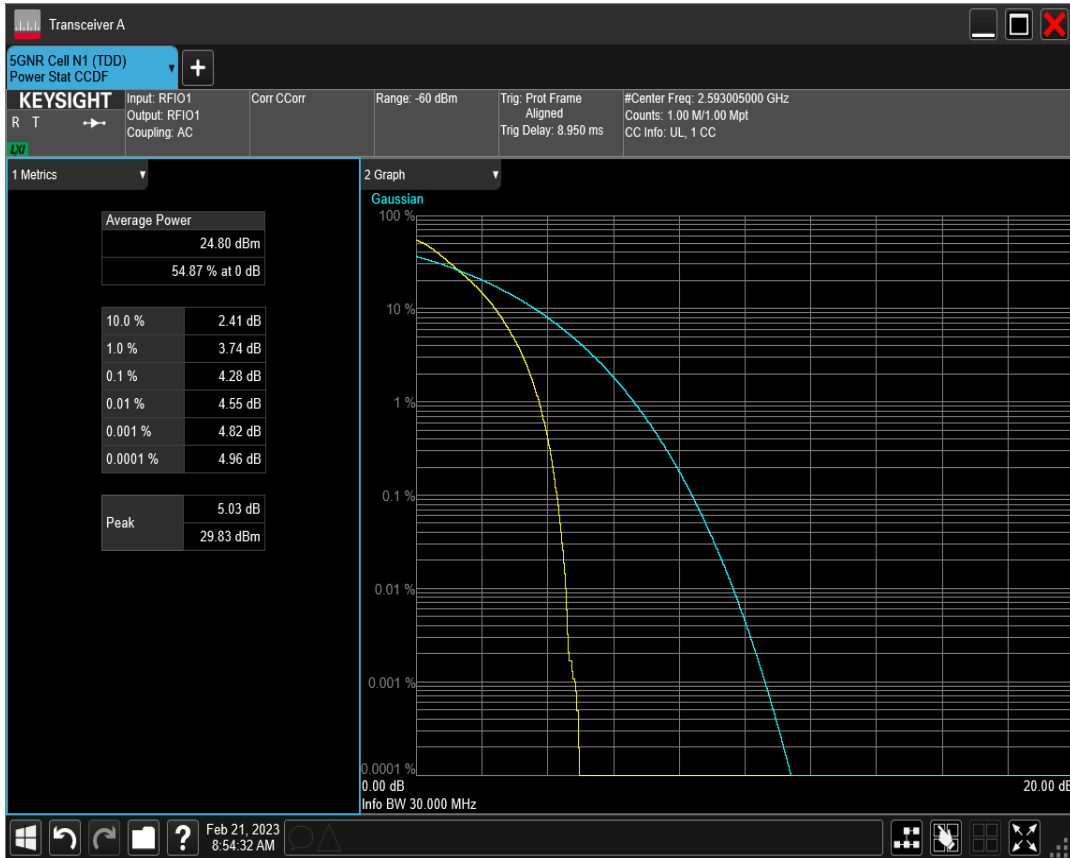 Transceiver A
5GNR Cell N1 (TDD)
Power Stat CCDF
+
KEYSIGHT
R T
LXI
Input: RFIO1
Output: RFIO1
Coupling: AC
Corr CCorr
Range: -60 dBm
Trig: Prot Frame
Aligned
Trig Delay: 8.950 ms
#Center Freq: 2.593005000 GHz
Counts: 1.00 M/1.00 Mpt
CC Info: UL, 1 CC
1 Metrics
Average Power
24.80 dBm
54.87 % at 0 dB
10.0 % 2.41 dB
1.0 % 3.74 dB
0.1 % 4.28 dB
0.01 % 4.55 dB
0.001 % 4.82 dB
0.0001 % 4.96 dB
Peak
5.03 dB
29.83 dBm
2 Graph
Gaussian
100 %
10 %
1 %
0.1 %
0.01 %
0.001 %
0.0001 %
0.00 dB
20.00 dB
Info BW 30.000 MHz
?
Feb 21, 2023
8:54:32 AM